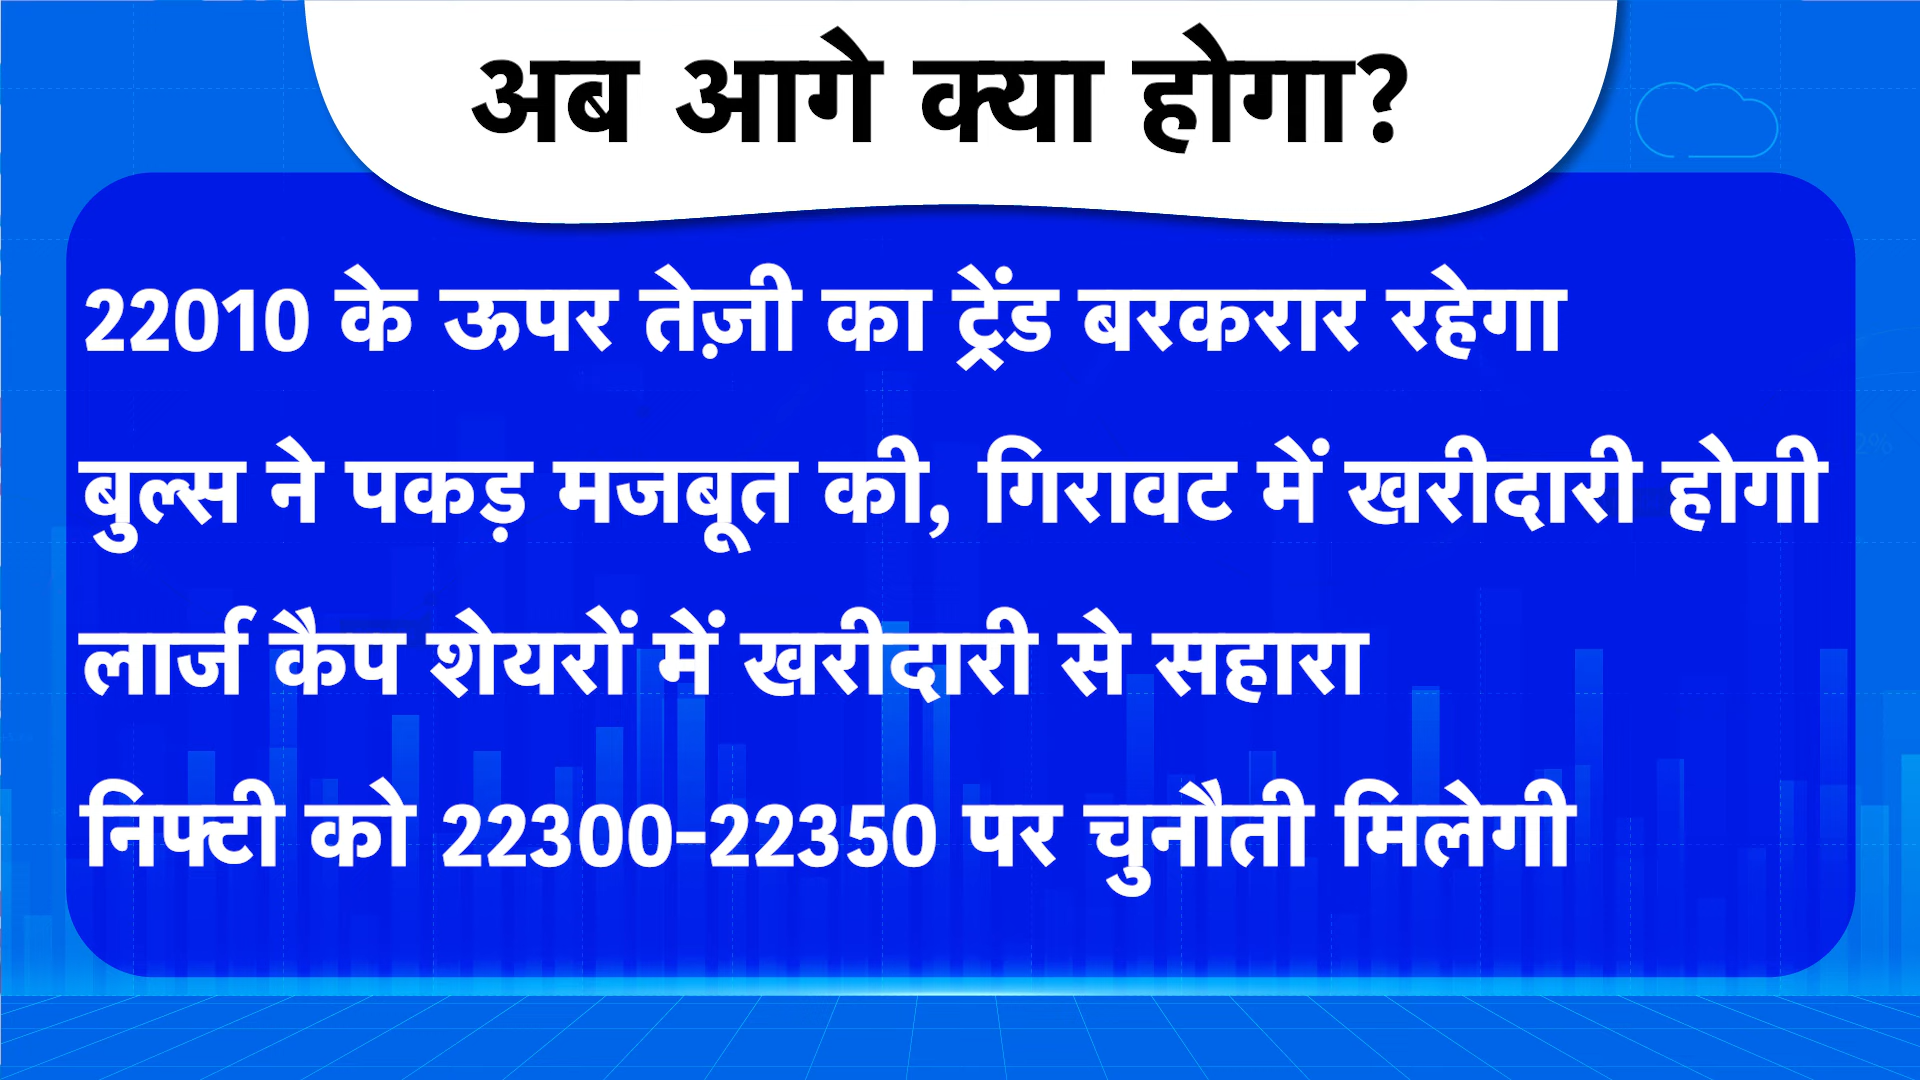 अब आगे क्या होगा?
22010 के ऊपर तेज़ी का ट्रेंड बरकरार रहेगा
बुल्स ने पकड़ मजबूत की, गिरावट में खरीदारी होगी
लार्ज कैप शेयरों में खरीदारी से सहारा
निफ्टी को 22300-22350 पर चुनौती मिलेगी